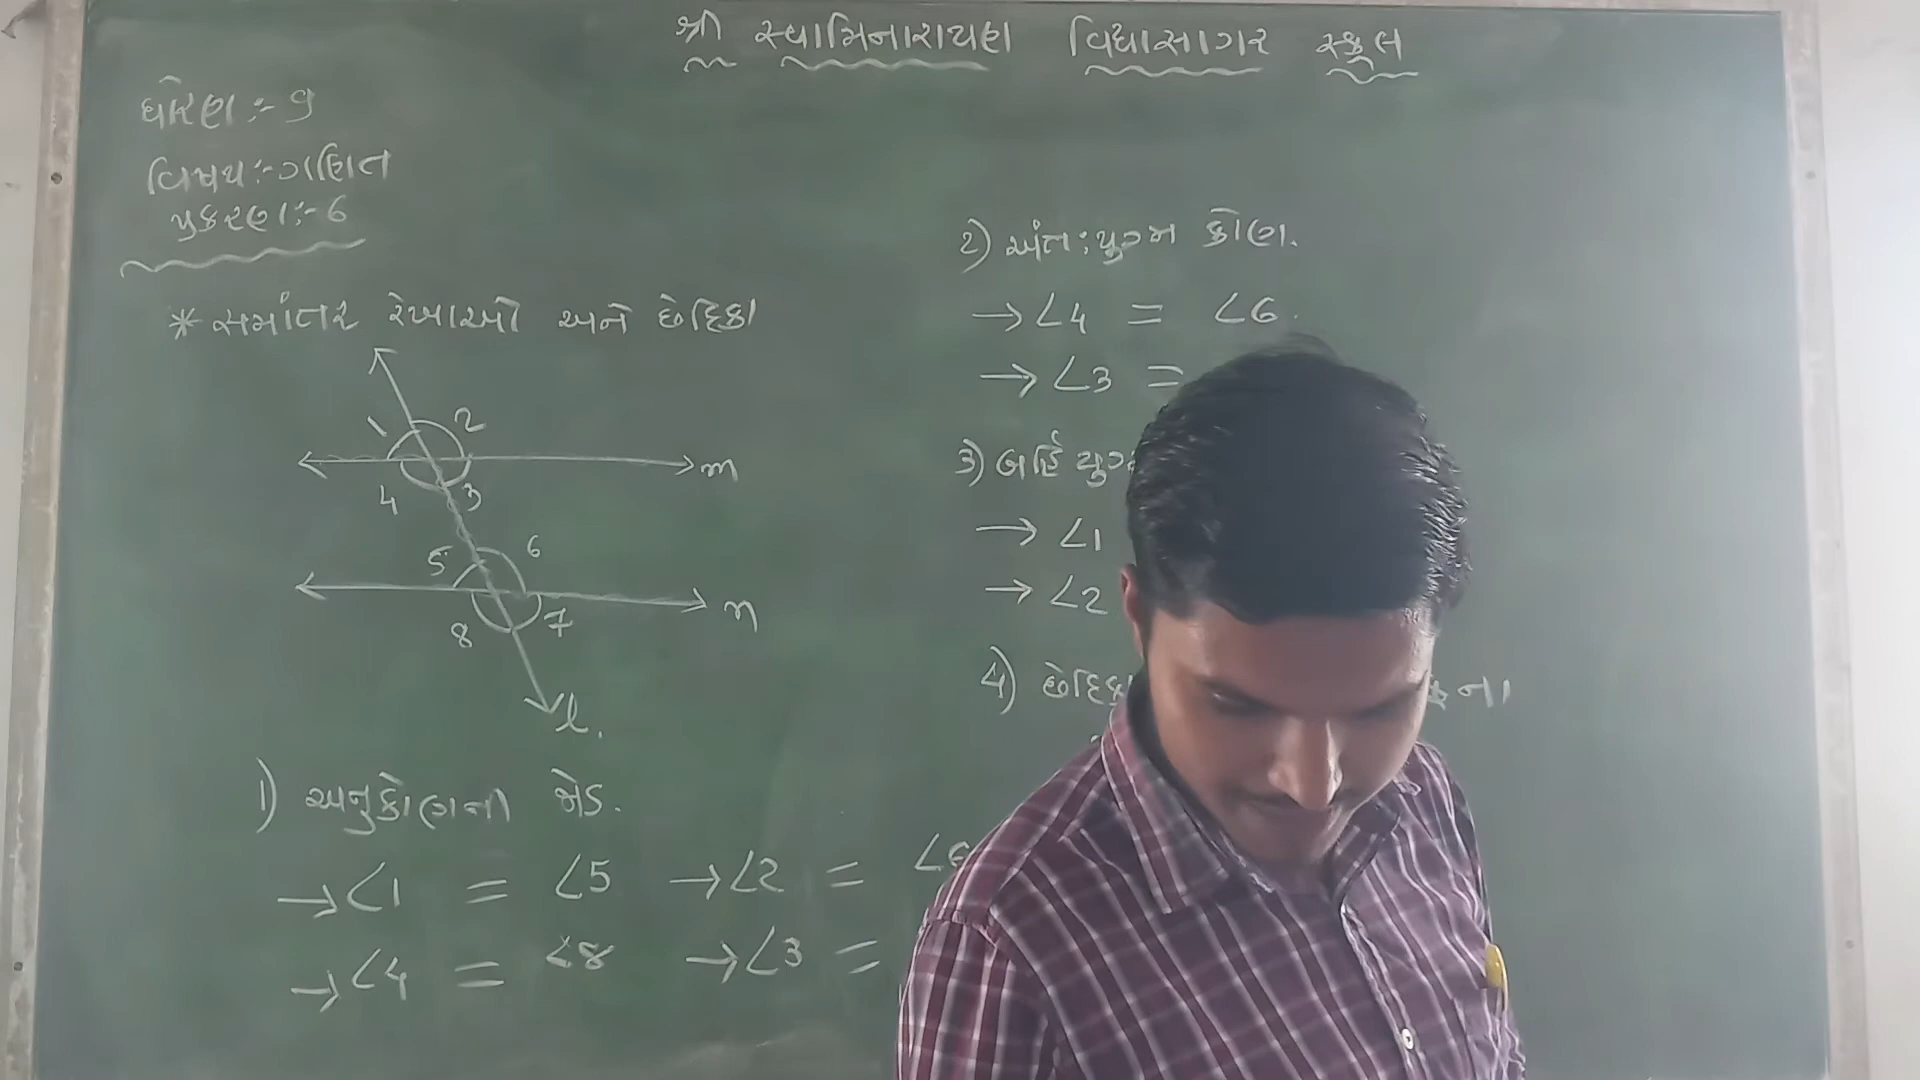 શ્રી સ્વામિનારાયણ વિદ્યાસાગર સ્કુલ
ધોરણ :- 9
વિષય :- ગણિત
પ્રકરણ :- 6
* સમાંતર રેખાઓ અને છેદિકા
1 2
m
4 3
5 6
n
8 7
l.
1) અનુકોણની જોડ.
→ ∠1 = ∠5 → ∠2 =
→ ∠4 = ∠8 → ∠3 =
2) અંતઃયુગ્મ કોણ.
→ ∠4 = ∠6.
→ ∠3 =
3) બહિ
→ ∠1
→ ∠2
4)